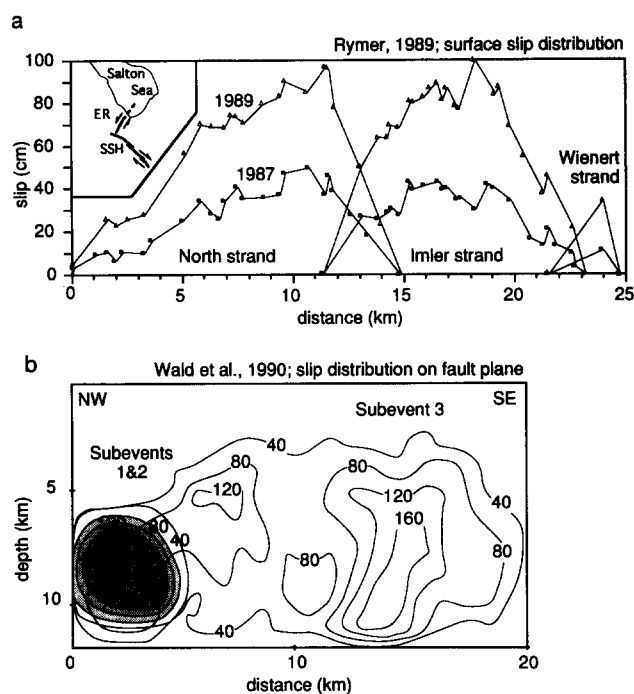 a
Rymer, 1989; surface slip distribution
100
80
60
40
20
0
slip (cm)
Salton
Sea
ER
SSH
1989
1987
Wienert
strand
North strand
Imler strand
0 5 10 15 20 25
distance (km)
b
Wald et al., 1990; slip distribution on fault plane
NW
SE
Subevent 3
Subevents
1&2
40
80
120
80
40
40
80
40
80
120
160
40
80
5
10
depth (km)
0 10 20
distance (km)